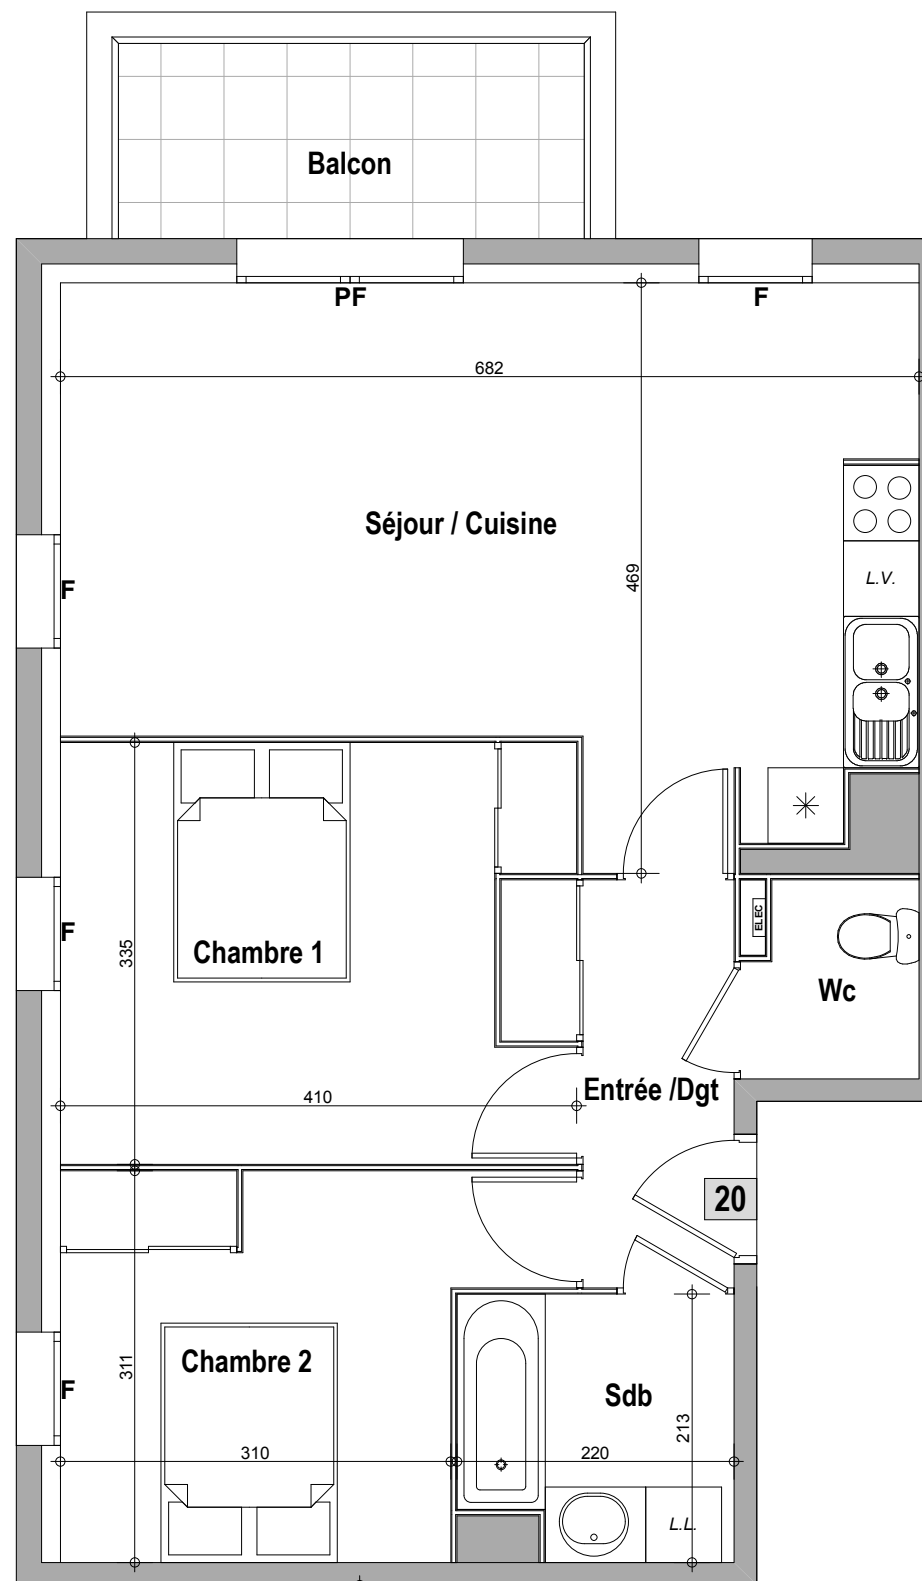 Balcon
PF
F
682
Séjour / Cuisine
469
L.V.
F
ELEC
F
335
Chambre 1
Wc
410
Entrée /Dgt
20
311
Chambre 2
F
Sdb
213
310
220
L.L.